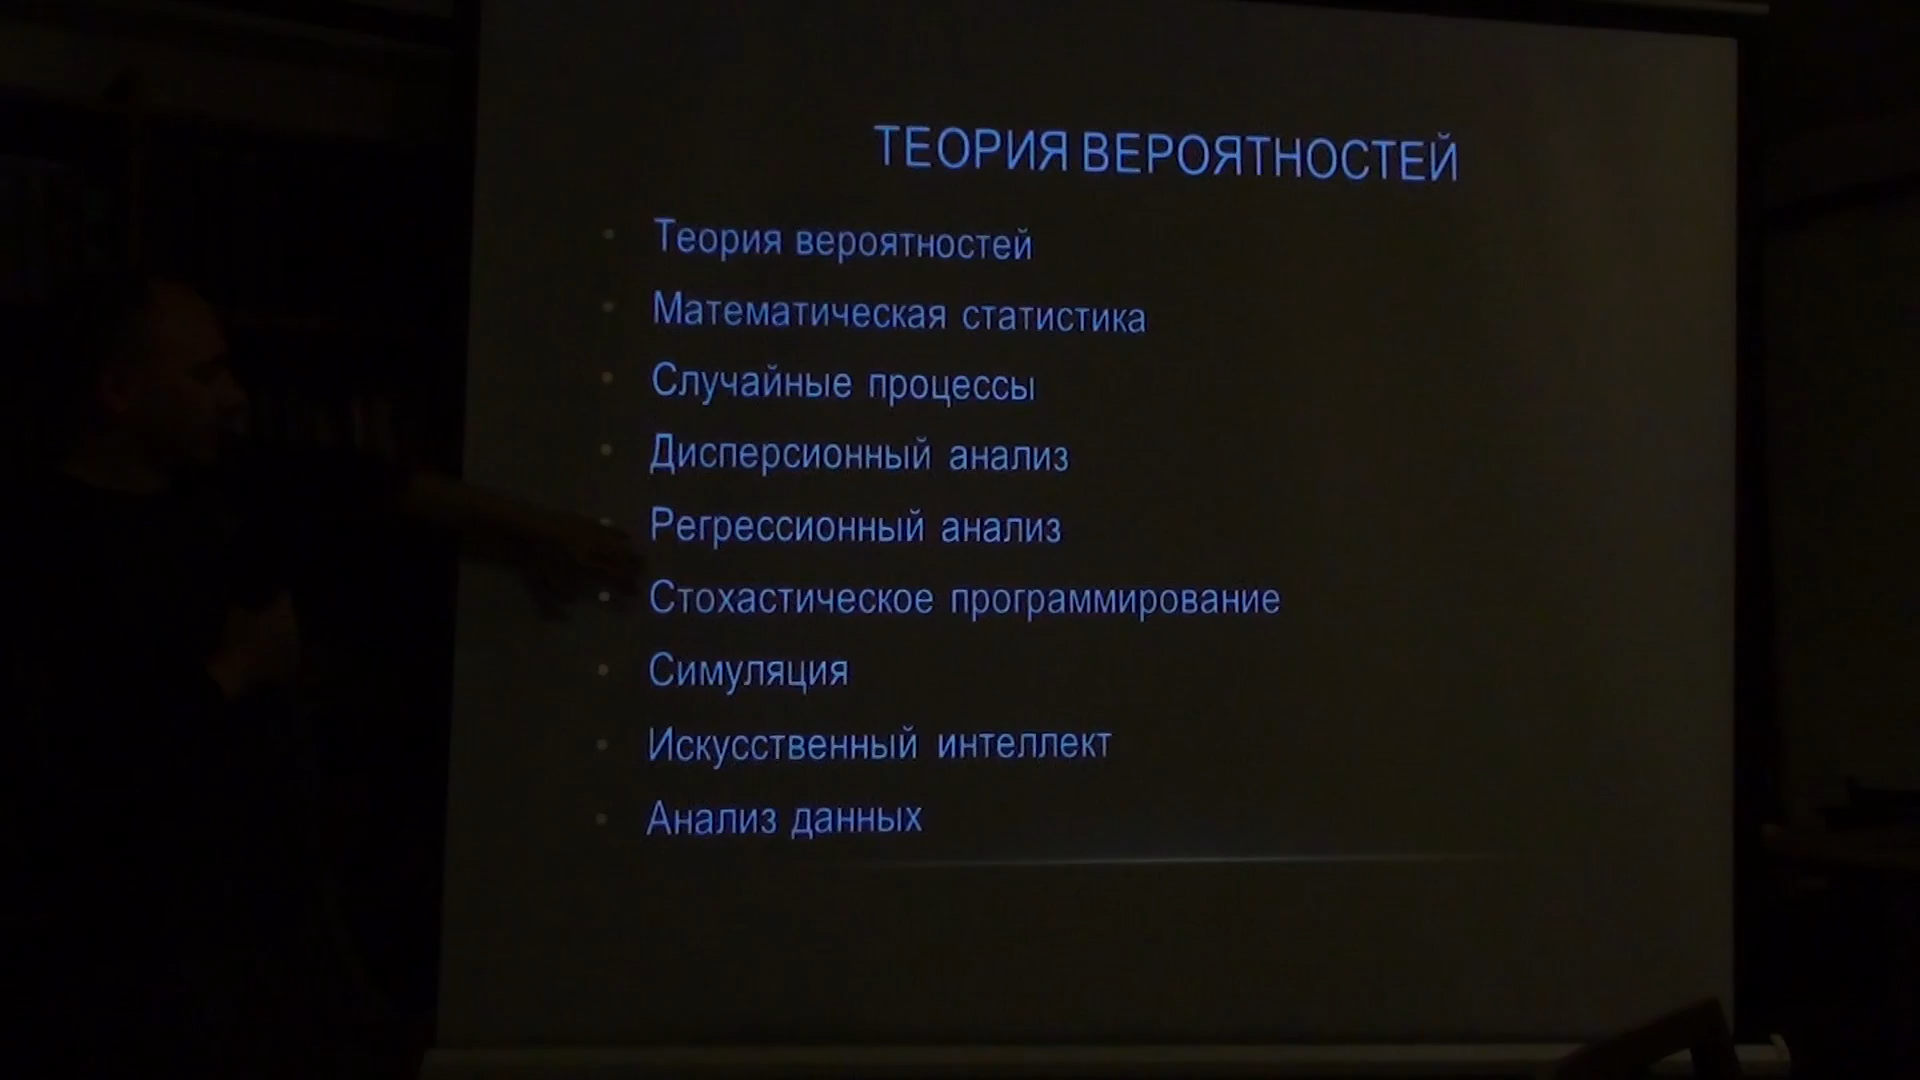 ТЕОРИЯ ВЕРОЯТНОСТЕЙ
Теория вероятностей
Математическая статистика
Случайные процессы
Дисперсионный анализ
Регрессионный анализ
Стохастическое программирование
Симуляция
Искусственный интеллект
Анализ данных